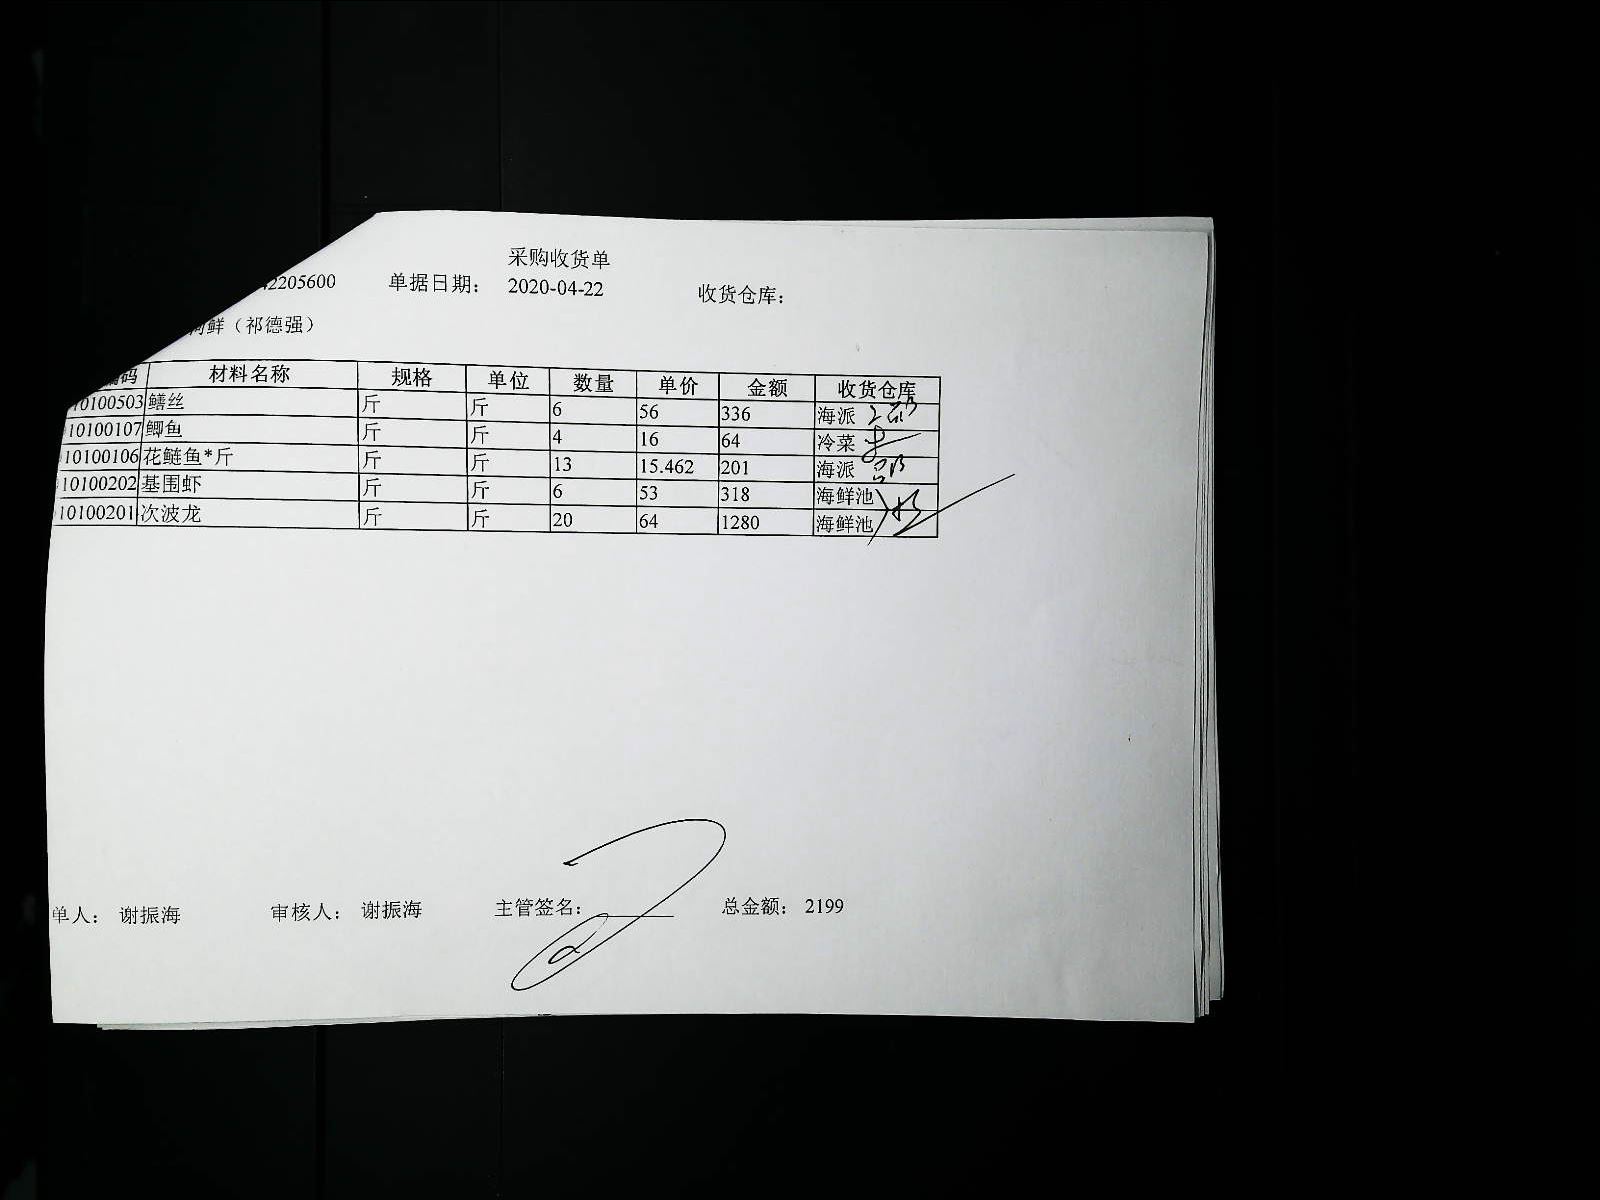 采购收货单
2205600 单据日期: 2020-04-22 收货仓库:
鲜（祁德强）
码 材料名称 规格 单位 数量 单价 金额 收货仓库
10100503 鳝丝 斤 斤 6 56 336 海派
10100107 鲫鱼 斤 斤 4 16 64 冷菜
10100106 花鲢鱼*斤 斤 斤 13 15.462 201 海派
10100202 基围虾 斤 斤 6 53 318 海鲜池
10100201 次波龙 斤 斤 20 64 1280 海鲜池
单人: 谢振海 审核人: 谢振海 主管签名: 总金额: 2199